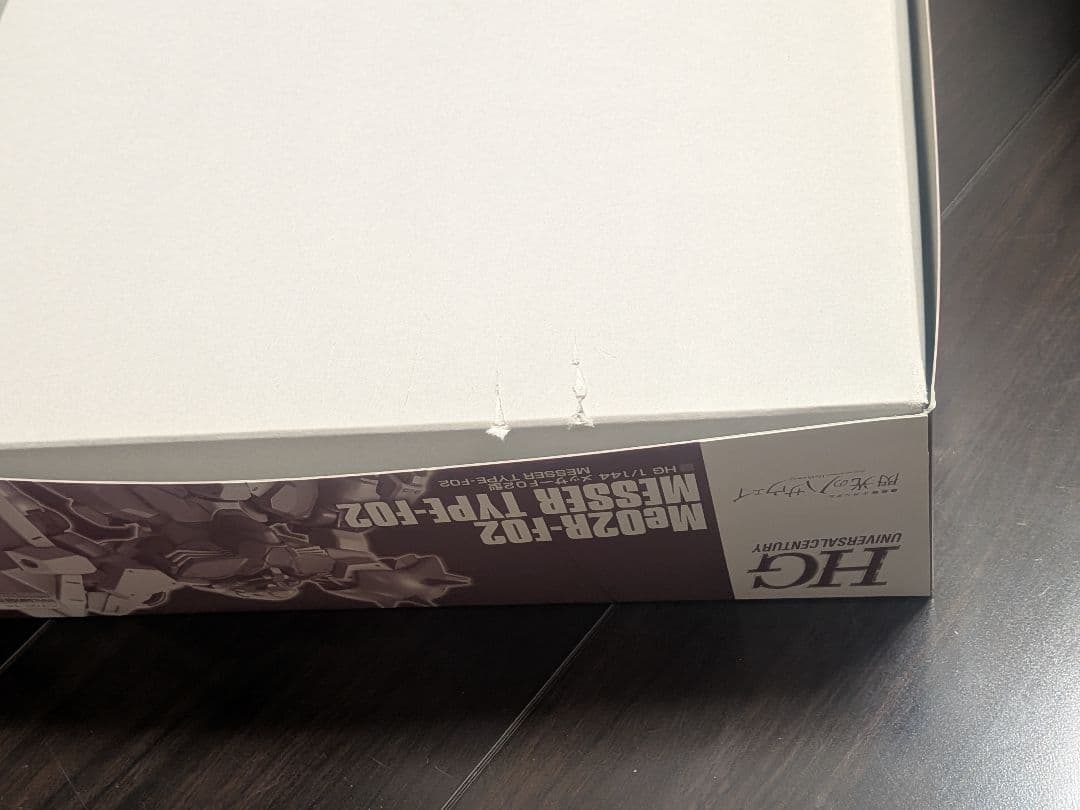 HG
UNIVERSAL CENTURY
閃光のハサウェイ
Me02R-F02
MESSER TYPE-F02
HG 1/144 メッサーF02型
MESSER TYPE-F02